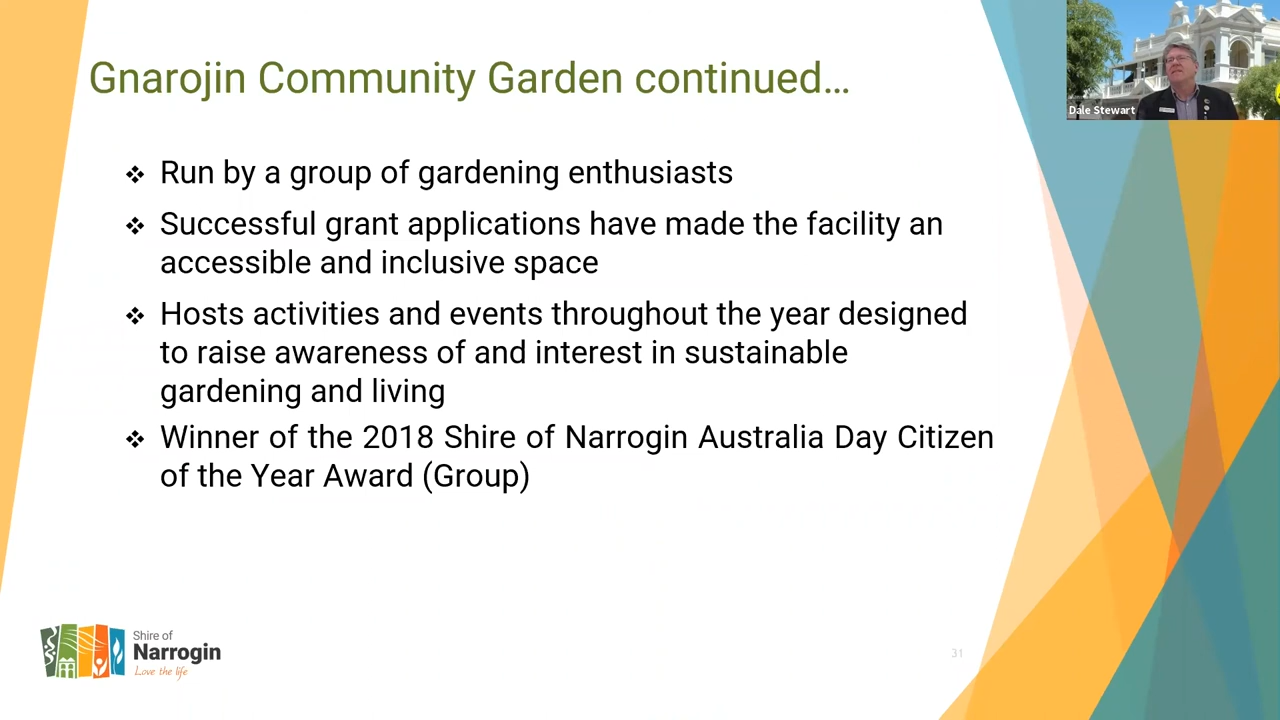 Gnarojin Community Garden continued…
Dale Stewart
❖ Run by a group of gardening enthusiasts
❖ Successful grant applications have made the facility an
accessible and inclusive space
❖ Hosts activities and events throughout the year designed
to raise awareness of and interest in sustainable
gardening and living
❖ Winner of the 2018 Shire of Narrogin Australia Day Citizen
of the Year Award (Group)
Shire of
Narrogin
Love the life
31